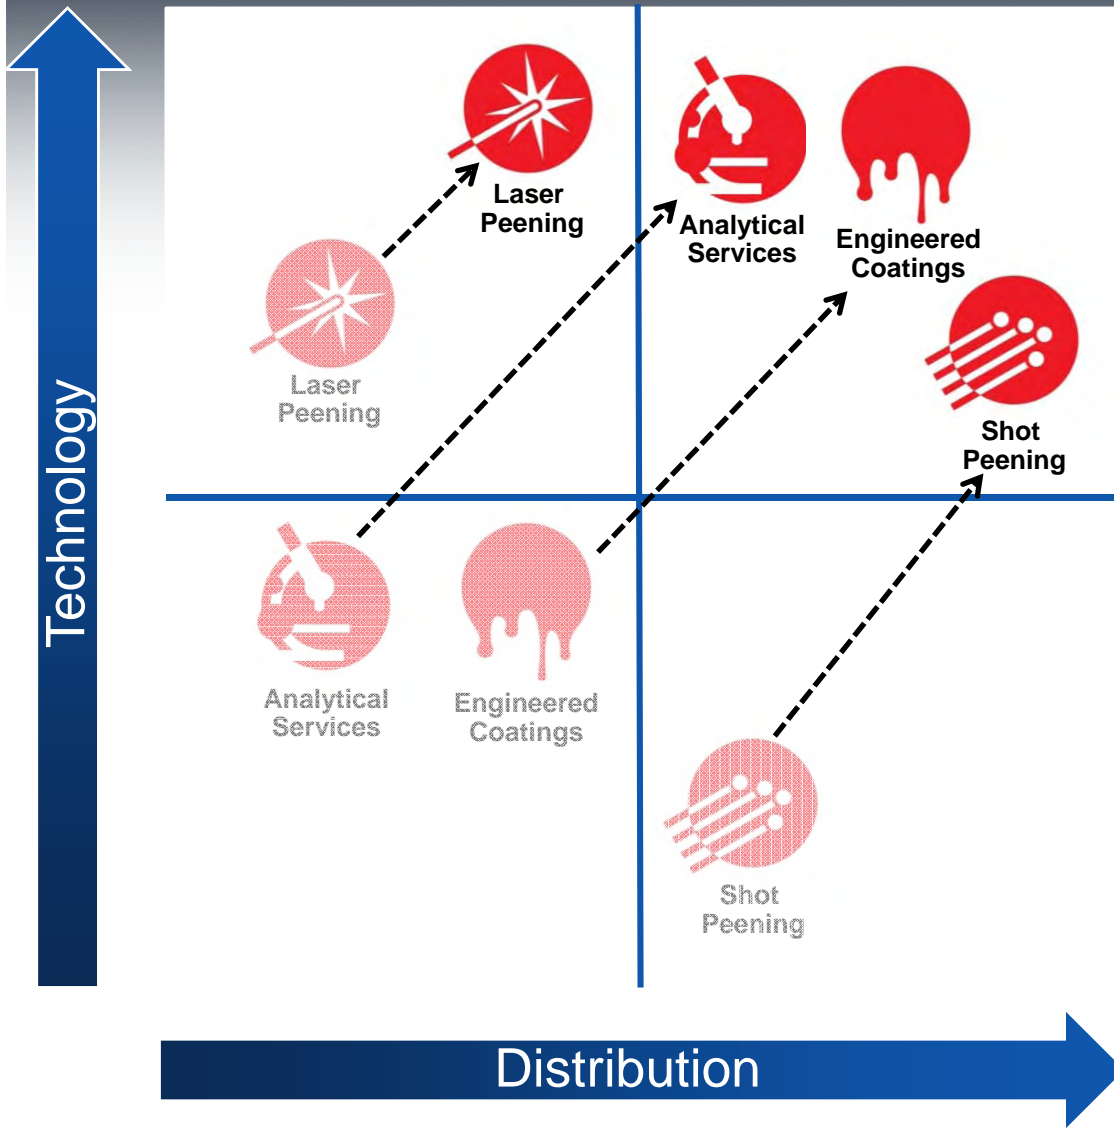 Technology
Laser
Peening
Analytical
Services
Engineered
Coatings
Laser
Peening
Shot
Peening
Analytical
Services
Engineered
Coatings
Shot
Peening
Distribution